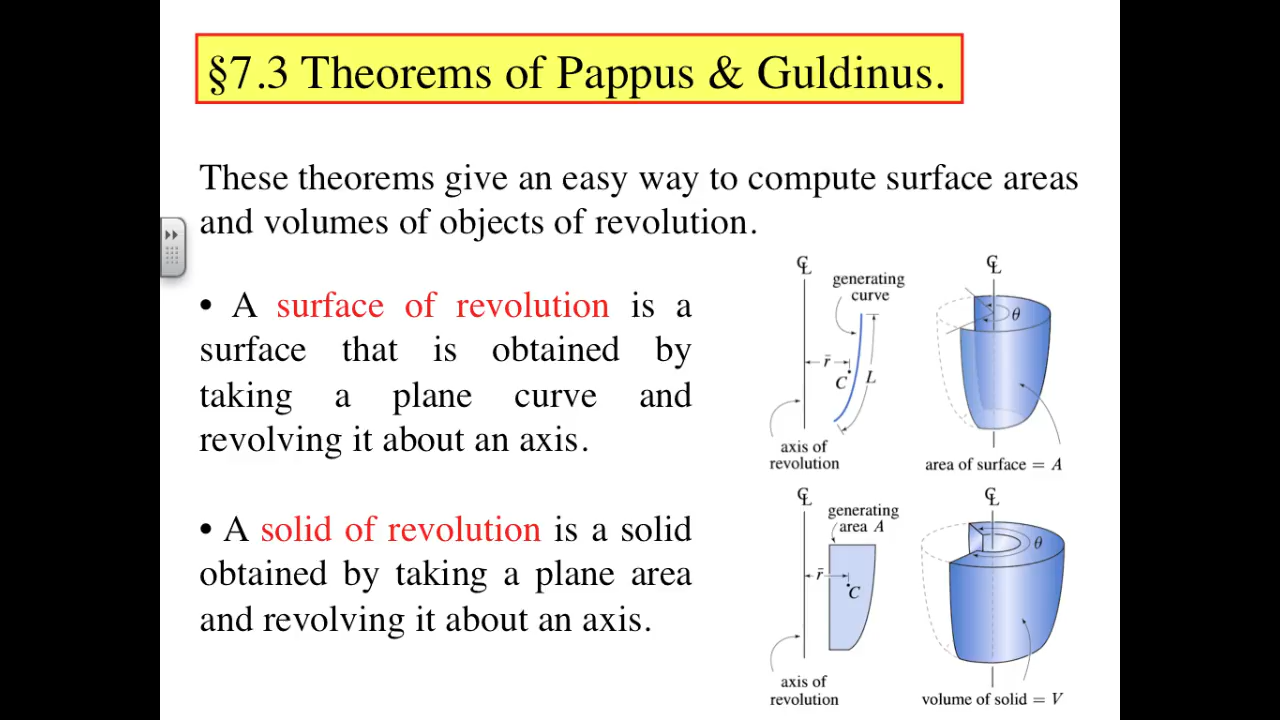 §7.3 Theorems of Pappus & Guldinus.
These theorems give an easy way to compute surface areas
and volumes of objects of revolution.
• A surface of revolution is a
surface that is obtained by
taking a plane curve and
revolving it about an axis.
• A solid of revolution is a solid
obtained by taking a plane area
and revolving it about an axis.
℄
generating
curve
r̄
C
L
axis of
revolution
℄
θ
area of surface = A
℄
generating
area A
r̄
C
axis of
revolution
℄
θ
volume of solid = V